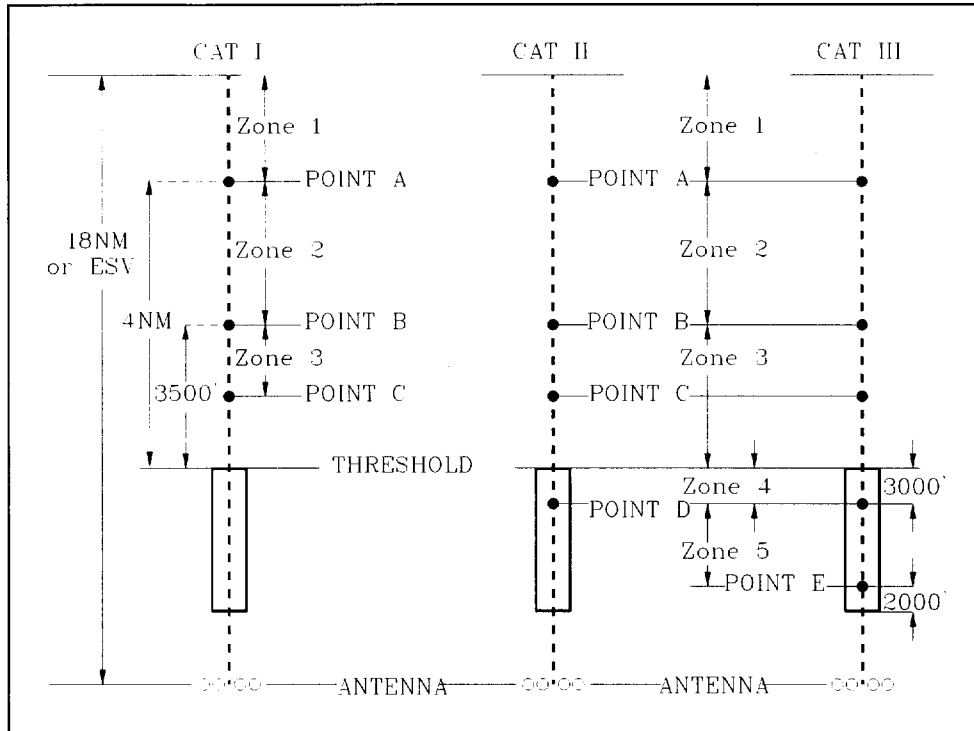 CAT I CAT II CAT III
Zone 1 Zone 1
POINT A POINT A
18NM
or ESV
Zone 2 Zone 2
4NM POINT B POINT B
Zone 3 Zone 3
3500' POINT C POINT C
THRESHOLD
Zone 4 3000'
POINT D
Zone 5
POINT E
2000'
ANTENNA ANTENNA